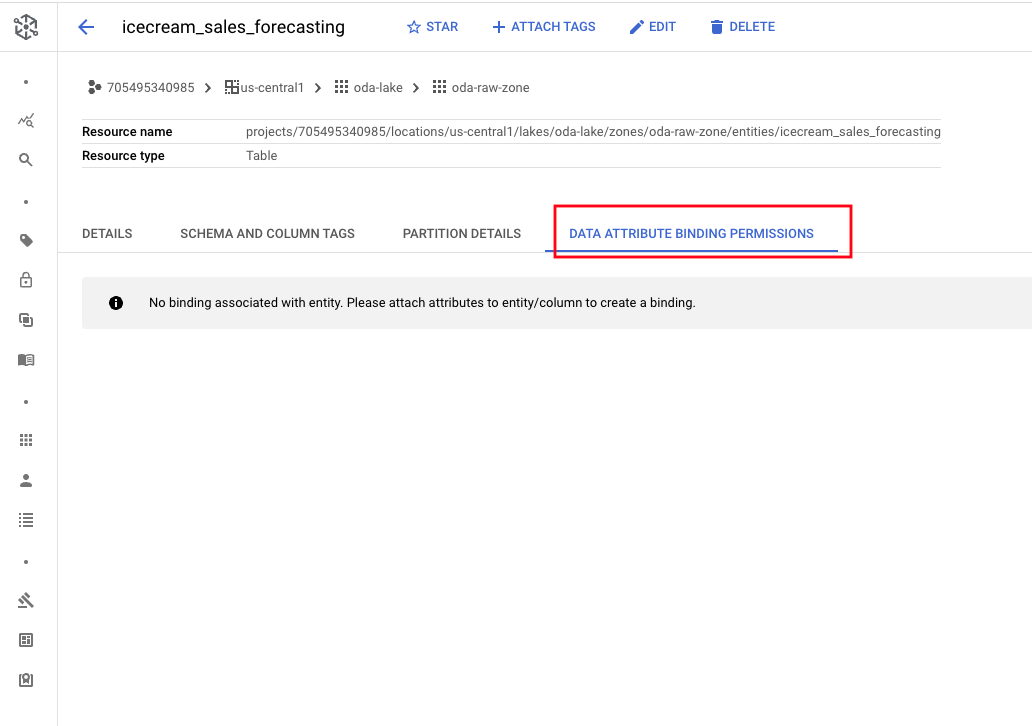 icecream_sales_forecasting
STAR
ATTACH TAGS
EDIT
DELETE
705495340985
us-central1
oda-lake
oda-raw-zone
Resource name projects/705495340985/locations/us-central1/lakes/oda-lake/zones/oda-raw-zone/entities/icecream_sales_forecasting
Resource type Table
DETAILS
SCHEMA AND COLUMN TAGS
PARTITION DETAILS
DATA ATTRIBUTE BINDING PERMISSIONS
No binding associated with entity. Please attach attributes to entity/column to create a binding.